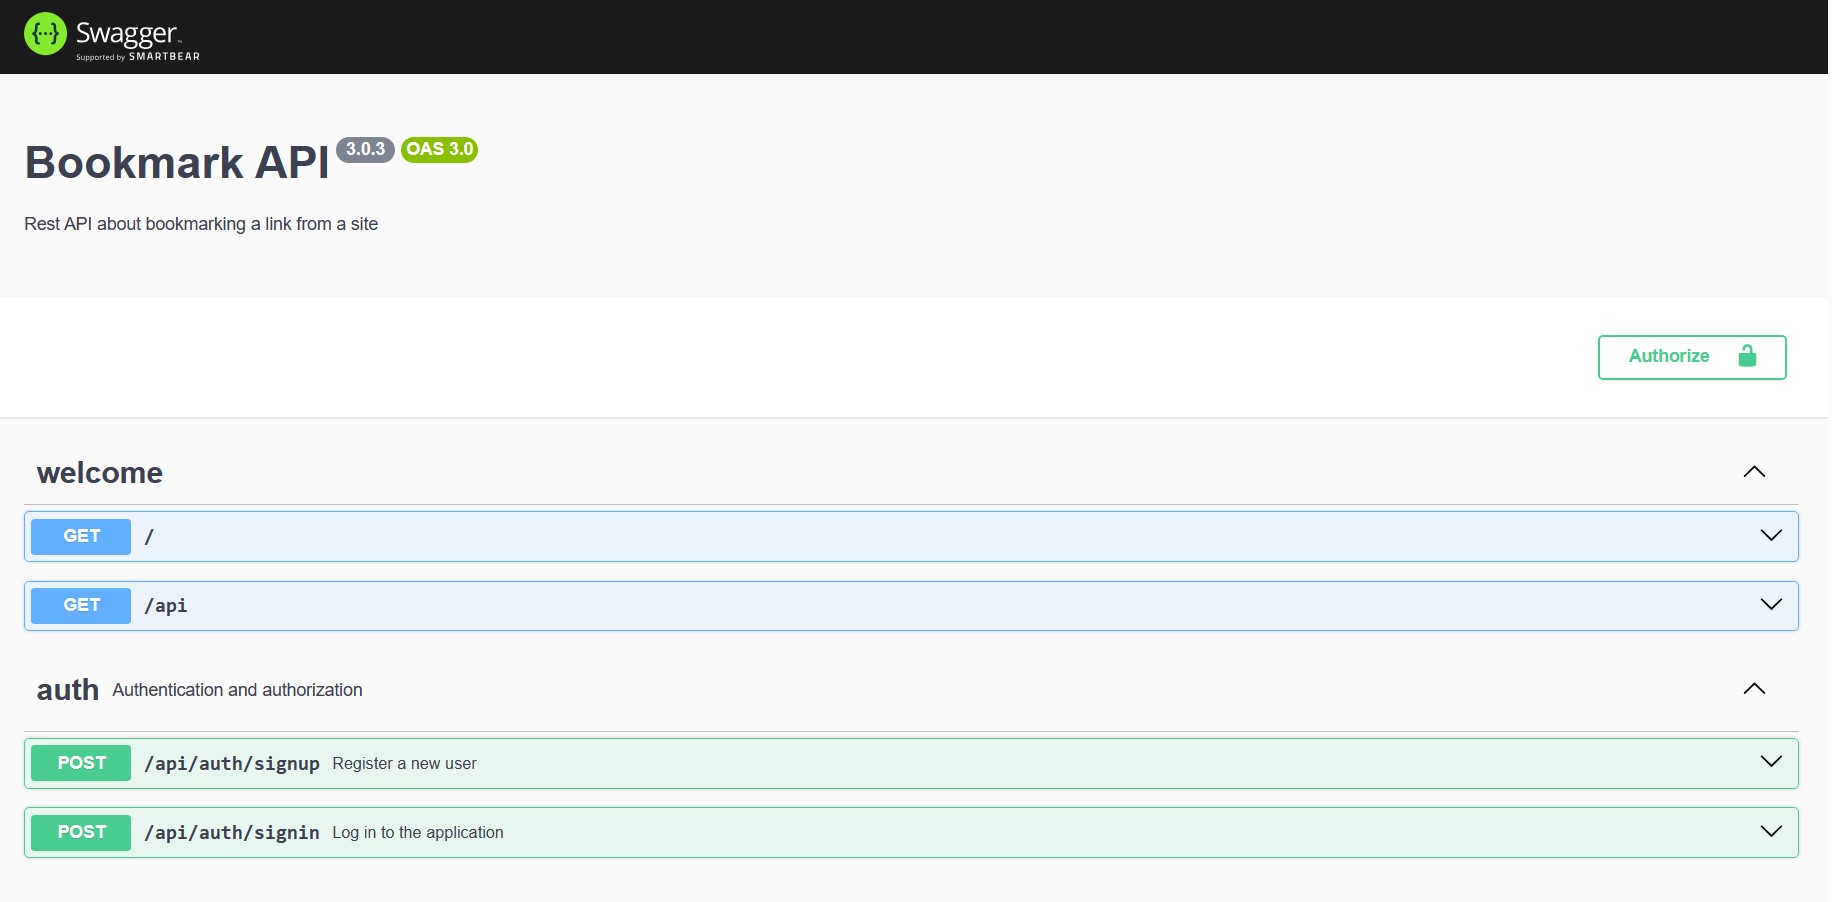 {···} Swagger™
Supported by SMARTBEAR
Bookmark API 3.0.3 OAS 3.0
Rest API about bookmarking a link from a site
Authorize
welcome
GET /
GET /api
auth Authentication and authorization
POST /api/auth/signup Register a new user
POST /api/auth/signin Log in to the application